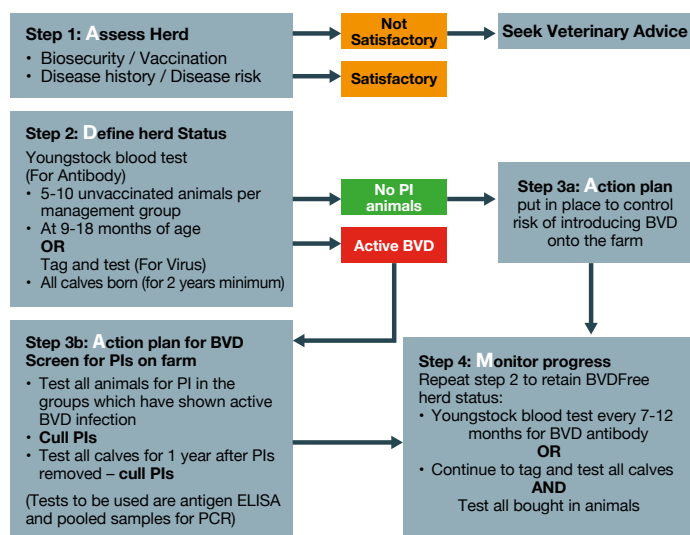 Step 1: Assess Herd
• Biosecurity / Vaccination
• Disease history / Disease risk
Not
Satisfactory
Seek Veterinary Advice
Satisfactory
Step 2: Define herd Status
Youngstock blood test
(For Antibody)
• 5-10 unvaccinated animals per
management group
• At 9-18 months of age
OR
Tag and test (For Virus)
• All calves born (for 2 years minimum)
No PI
animals
Active BVD
Step 3a: Action plan
put in place to control
risk of introducing BVD
onto the farm
Step 3b: Action plan for BVD
Screen for PIs on farm
• Test all animals for PI in the
groups which have shown active
BVD infection
• Cull PIs
• Test all calves for 1 year after PIs
removed – cull PIs
(Tests to be used are antigen ELISA
and pooled samples for PCR)
Step 4: Monitor progress
Repeat step 2 to retain BVDFree
herd status:
• Youngstock blood test every 7-12
months for BVD antibody
OR
• Continue to tag and test all calves
AND
Test all bought in animals